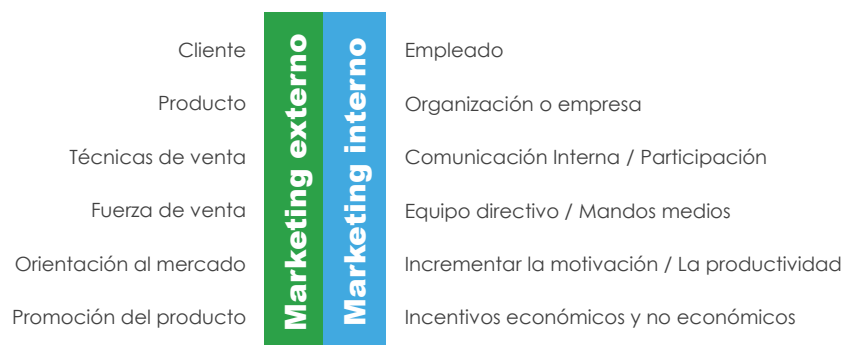 Cliente
Producto
Técnicas de venta
Fuerza de venta
Orientación al mercado
Promoción del producto
Marketing externo
Marketing interno
Empleado
Organización o empresa
Comunicación Interna / Participación
Equipo directivo / Mandos medios
Incrementar la motivación / La productividad
Incentivos económicos y no económicos